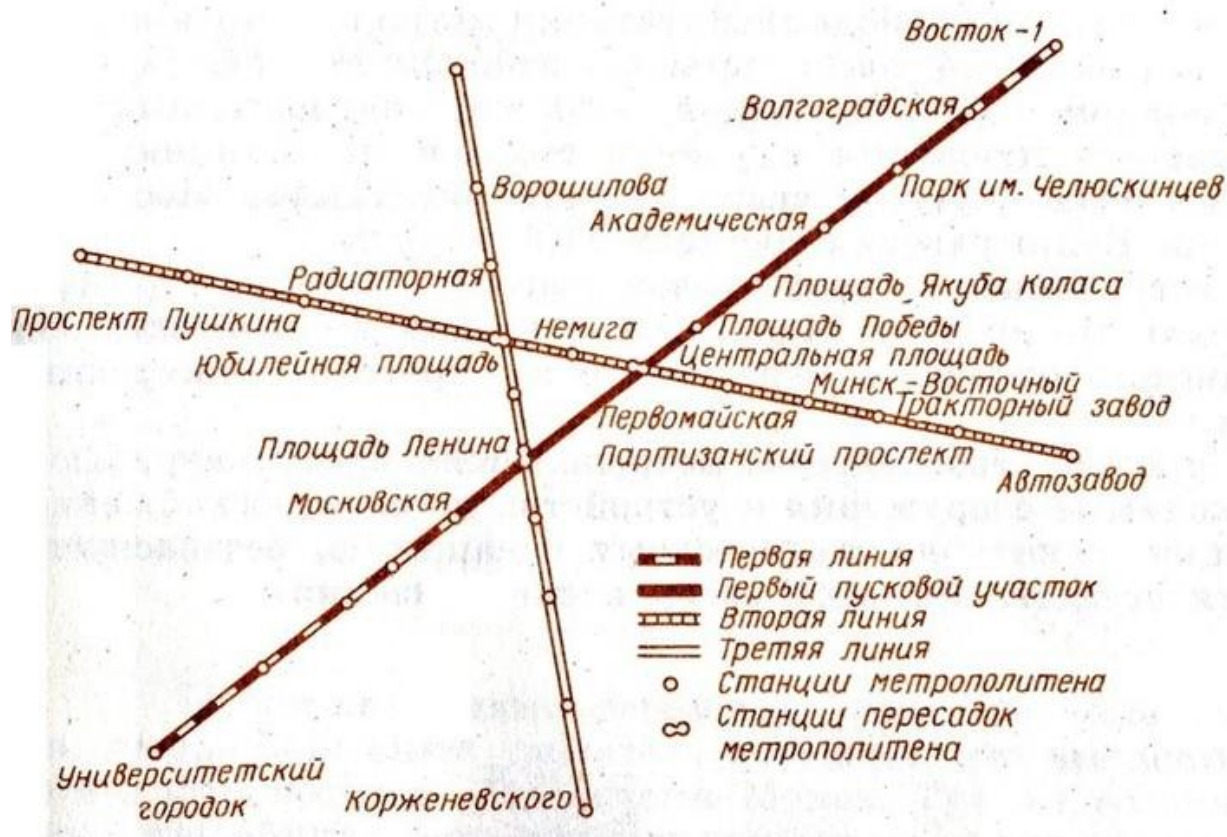 Восток-1
Волгоградская
Парк им. Челюскинцев
Ворошилова
Академическая
Радиаторная
Площадь Якуба Коласа
Проспект Пушкина
Немига
Площадь Победы
Юбилейная площадь
Центральная площадь
Минск-Восточный
Тракторный завод
Первомайская
Площадь Ленина
Партизанский проспект
Автозавод
Московская
Первая линия
Первый пусковой участок
Вторая линия
Третяя линия
Станции метрополитена
Станции пересадок
метрополитена
Университетский
городок
Корженевского